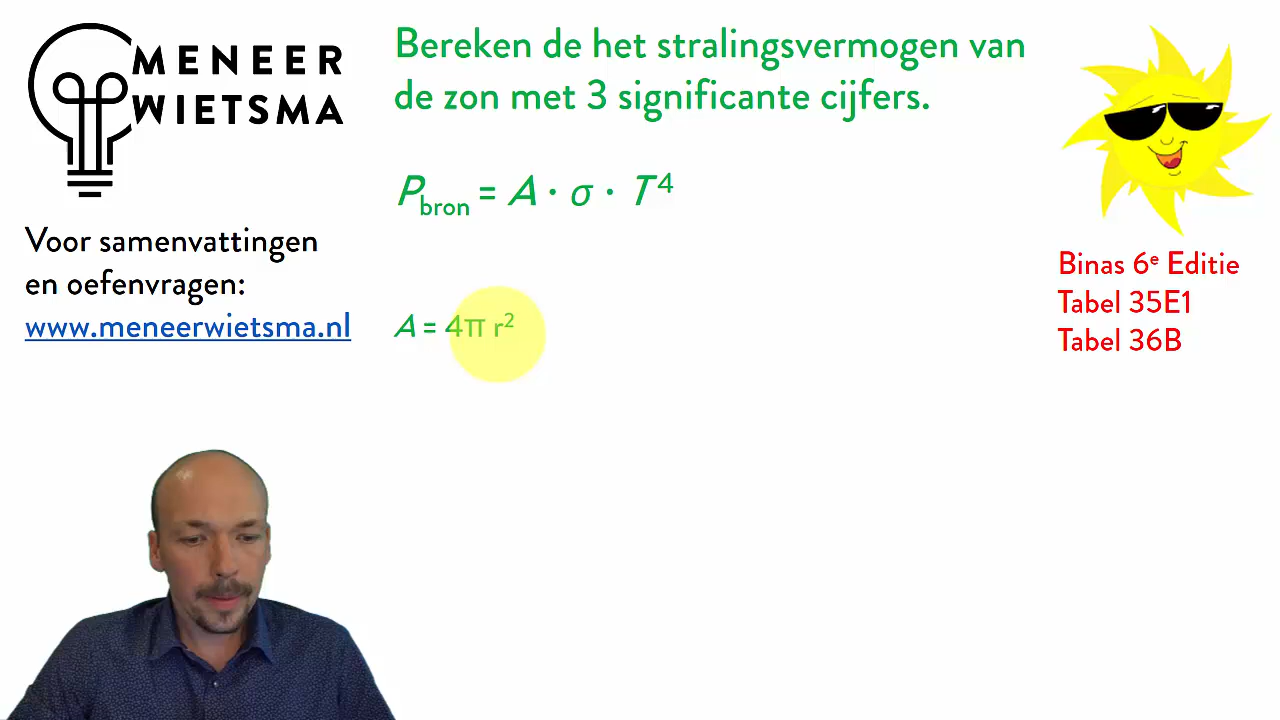 MENEER
WIETSMA
Bereken de het stralingsvermogen van
de zon met 3 significante cijfers.
P_bron = A · σ · T⁴
Voor samenvattingen
en oefenvragen:
www.meneerwietsma.nl
A = 4π r²
Binas 6ᵉ Editie
Tabel 35E1
Tabel 36B